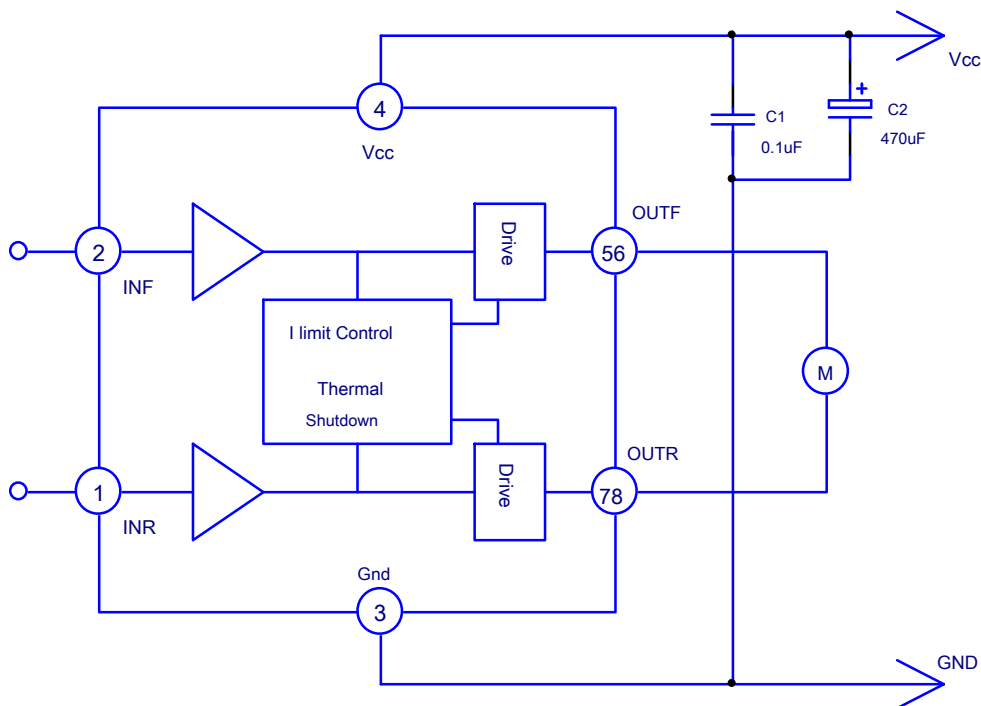 Vcc
4
Vcc
C1
0.1uF
+
C2
470uF
OUTF
2
INF
Drive
56
I limit Control
Thermal
Shutdown
M
OUTR
1
INR
Drive
78
Gnd
3
GND